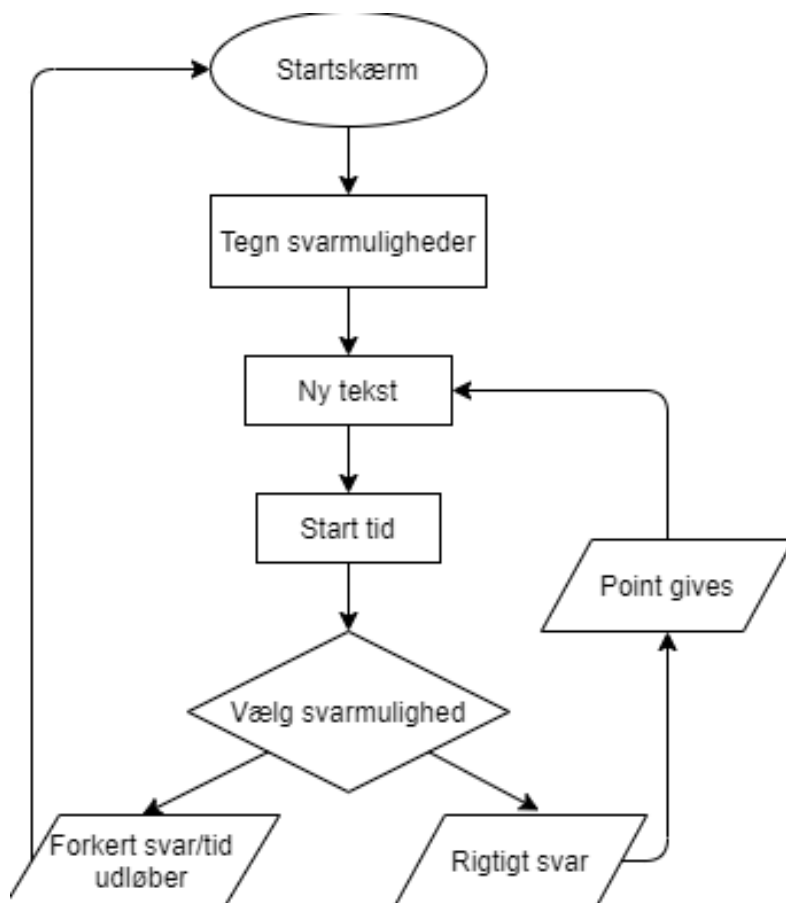 Startskærm
Tegn svarmuligheder
Ny tekst
Start tid
Point gives
Vælg svarmulighed
Forkert svar/tid
udløber
Rigtigt svar